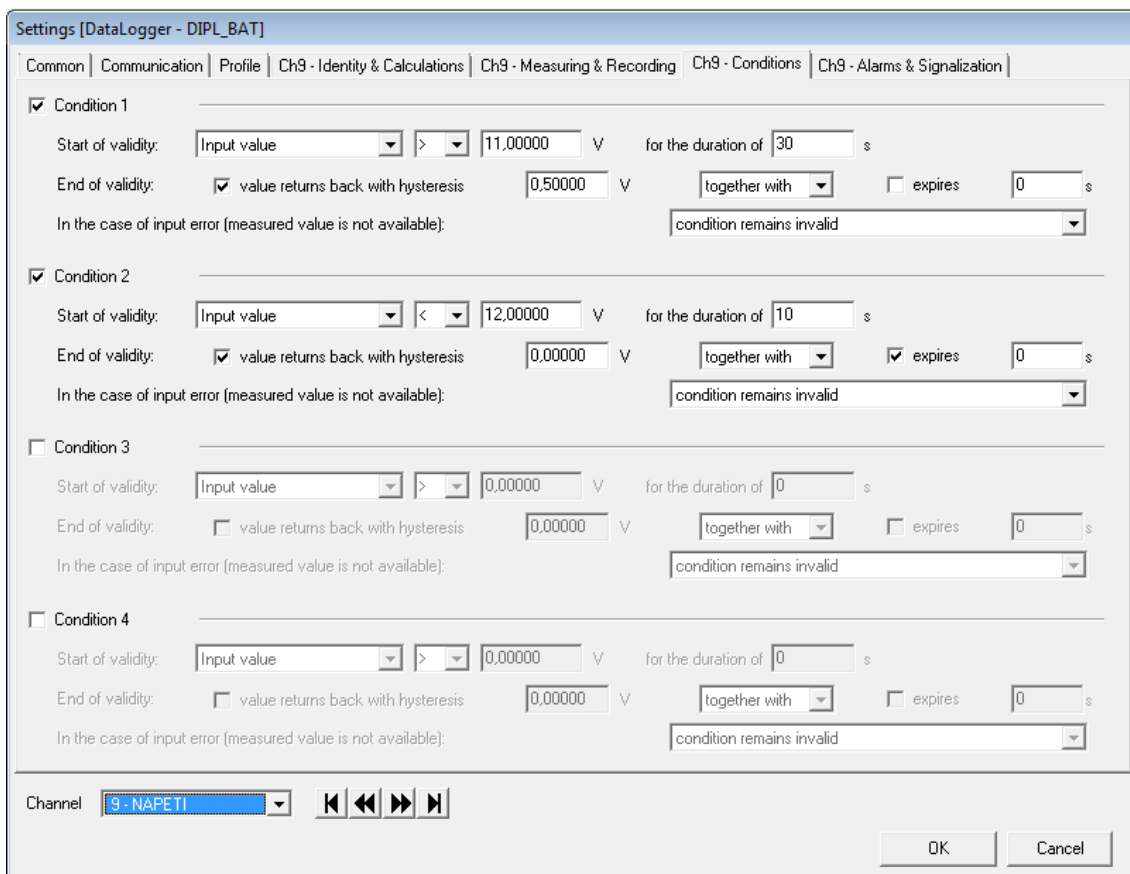 Settings [DataLogger - DIPL_BAT]
Common Communication Profile Ch9 - Identity & Calculations Ch9 - Measuring & Recording Ch9 - Conditions Ch9 - Alarms & Signalization
Condition 1
Start of validity: Input value > 11,00000 V for the duration of 30 s
End of validity: value returns back with hysteresis 0,50000 V together with expires 0 s
In the case of input error (measured value is not available): condition remains invalid
Condition 2
Start of validity: Input value < 12,00000 V for the duration of 10 s
End of validity: value returns back with hysteresis 0,00000 V together with expires 0 s
In the case of input error (measured value is not available): condition remains invalid
Condition 3
Start of validity: Input value > 0,00000 V for the duration of 0 s
End of validity: value returns back with hysteresis 0,00000 V together with expires 0 s
In the case of input error (measured value is not available): condition remains invalid
Condition 4
Start of validity: Input value > 0,00000 V for the duration of 0 s
End of validity: value returns back with hysteresis 0,00000 V together with expires 0 s
In the case of input error (measured value is not available): condition remains invalid
Channel 9 - NAPETI
OK Cancel